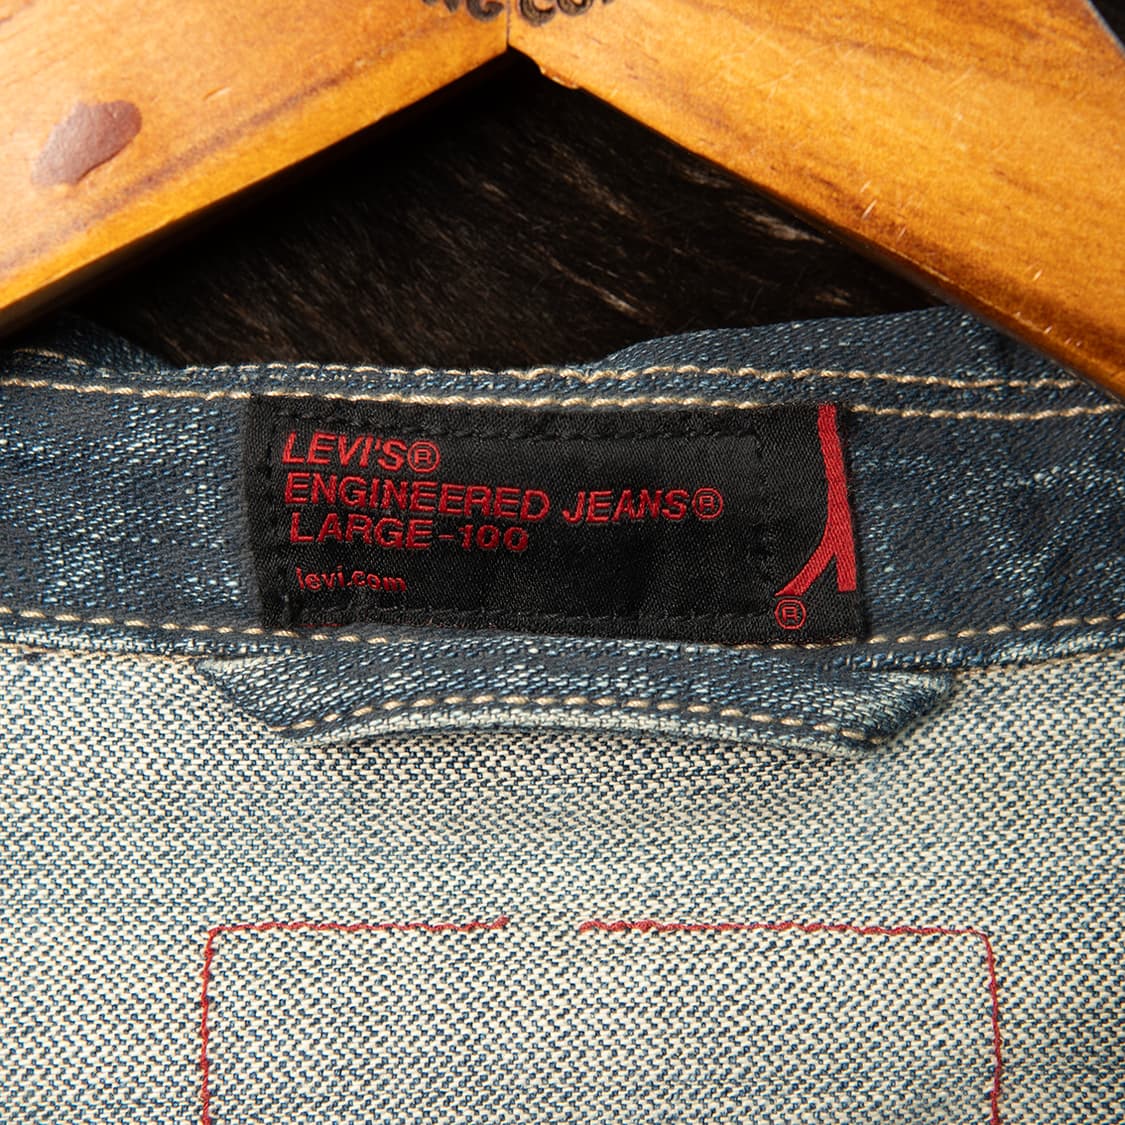 LEVI'S®
ENGINEERED JEANS®
LARGE-100
levi.com
®